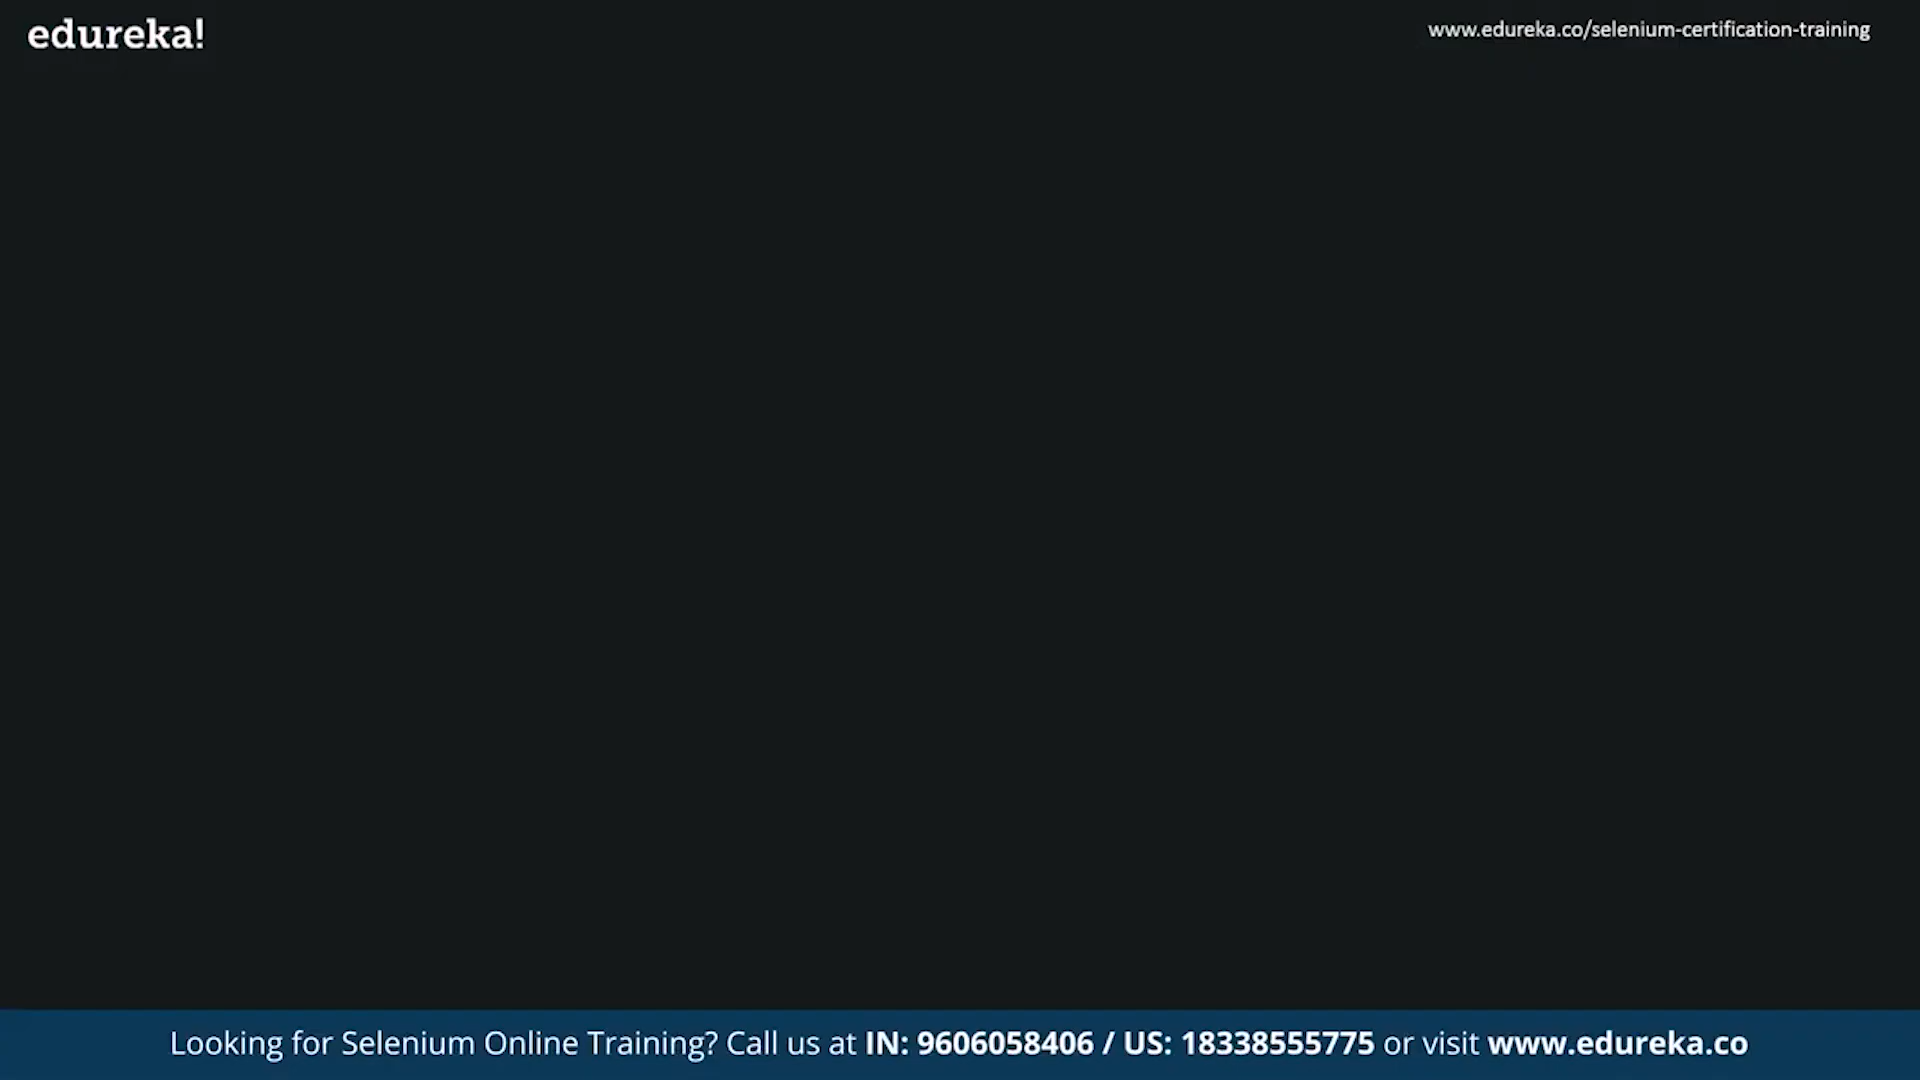 edureka!
www.edureka.co/selenium-certification-training
Looking for Selenium Online Training? Call us at IN: 9606058406 / US: 18338555775 or visit www.edureka.co